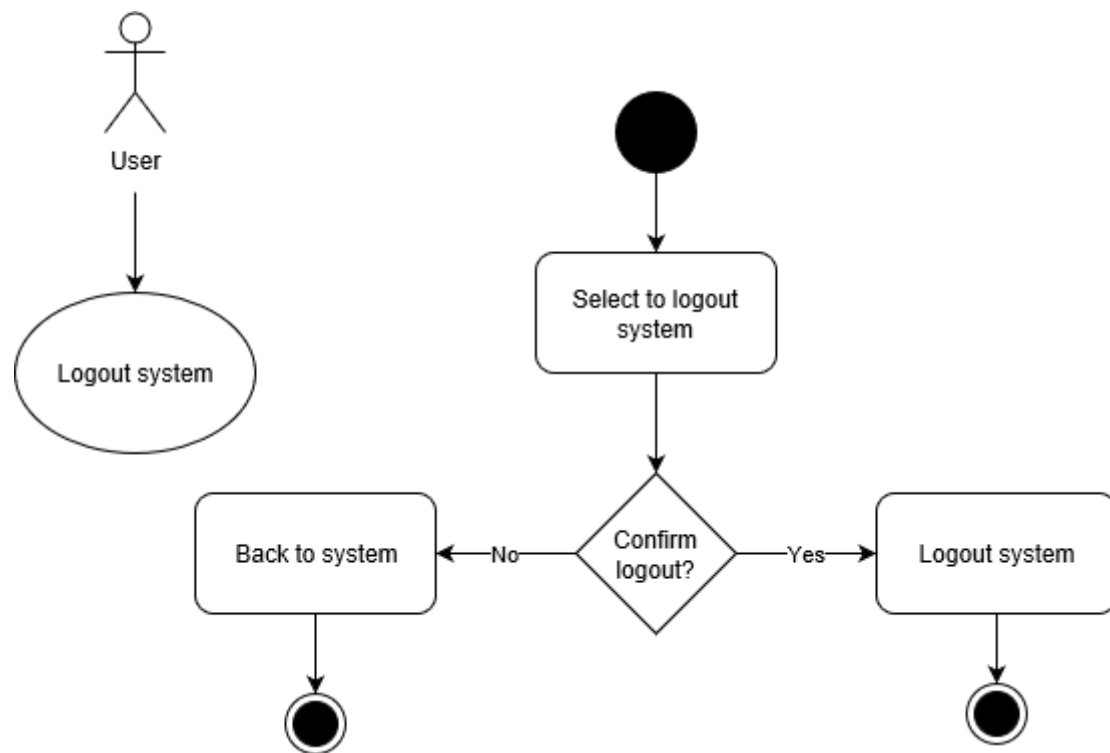 User
Logout system
Select to logout
system
Confirm
logout?
No
Yes
Back to system
Logout system